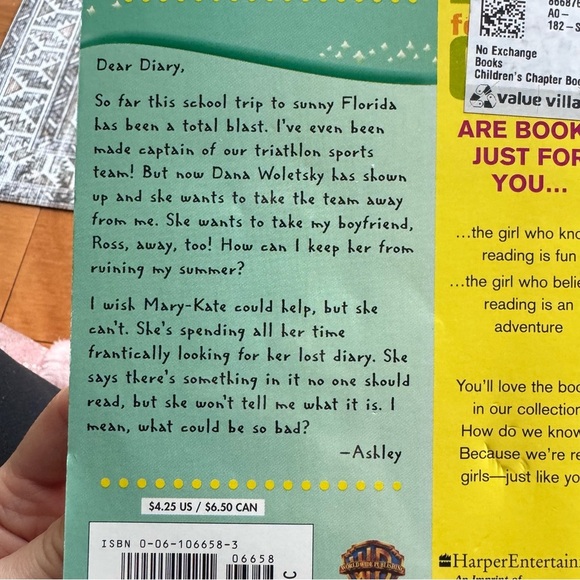 Dear Diary,
So far this school trip to sunny Florida
has been a total blast. I've even been
made captain of our triathlon sports
team! But now Dana Woletsky has shown
up and she wants to take the team away
from me. She wants to take my boyfriend,
Ross, away, too! How can I keep her from
ruining my summer?
I wish Mary-Kate could help, but she
can't. She's spending all her time
frantically looking for her lost diary. She
says there's something in it no one should
read, but she won't tell me what it is. I
mean, what could be so bad?
–Ashley
$4.25 US / $6.50 CAN
ISBN 0-06-106658-3
06658
A0-
182-S
No Exchange
Books
Children's Chapter Boo
value villa
ARE BOOK
JUST FOR
YOU...
...the girl who kno
reading is fun
...the girl who belie
reading is an
adventure
You'll love the boo
in our collection
How do we know
Because we're re
girls—just like yo
HarperEntertain
An Imprint of